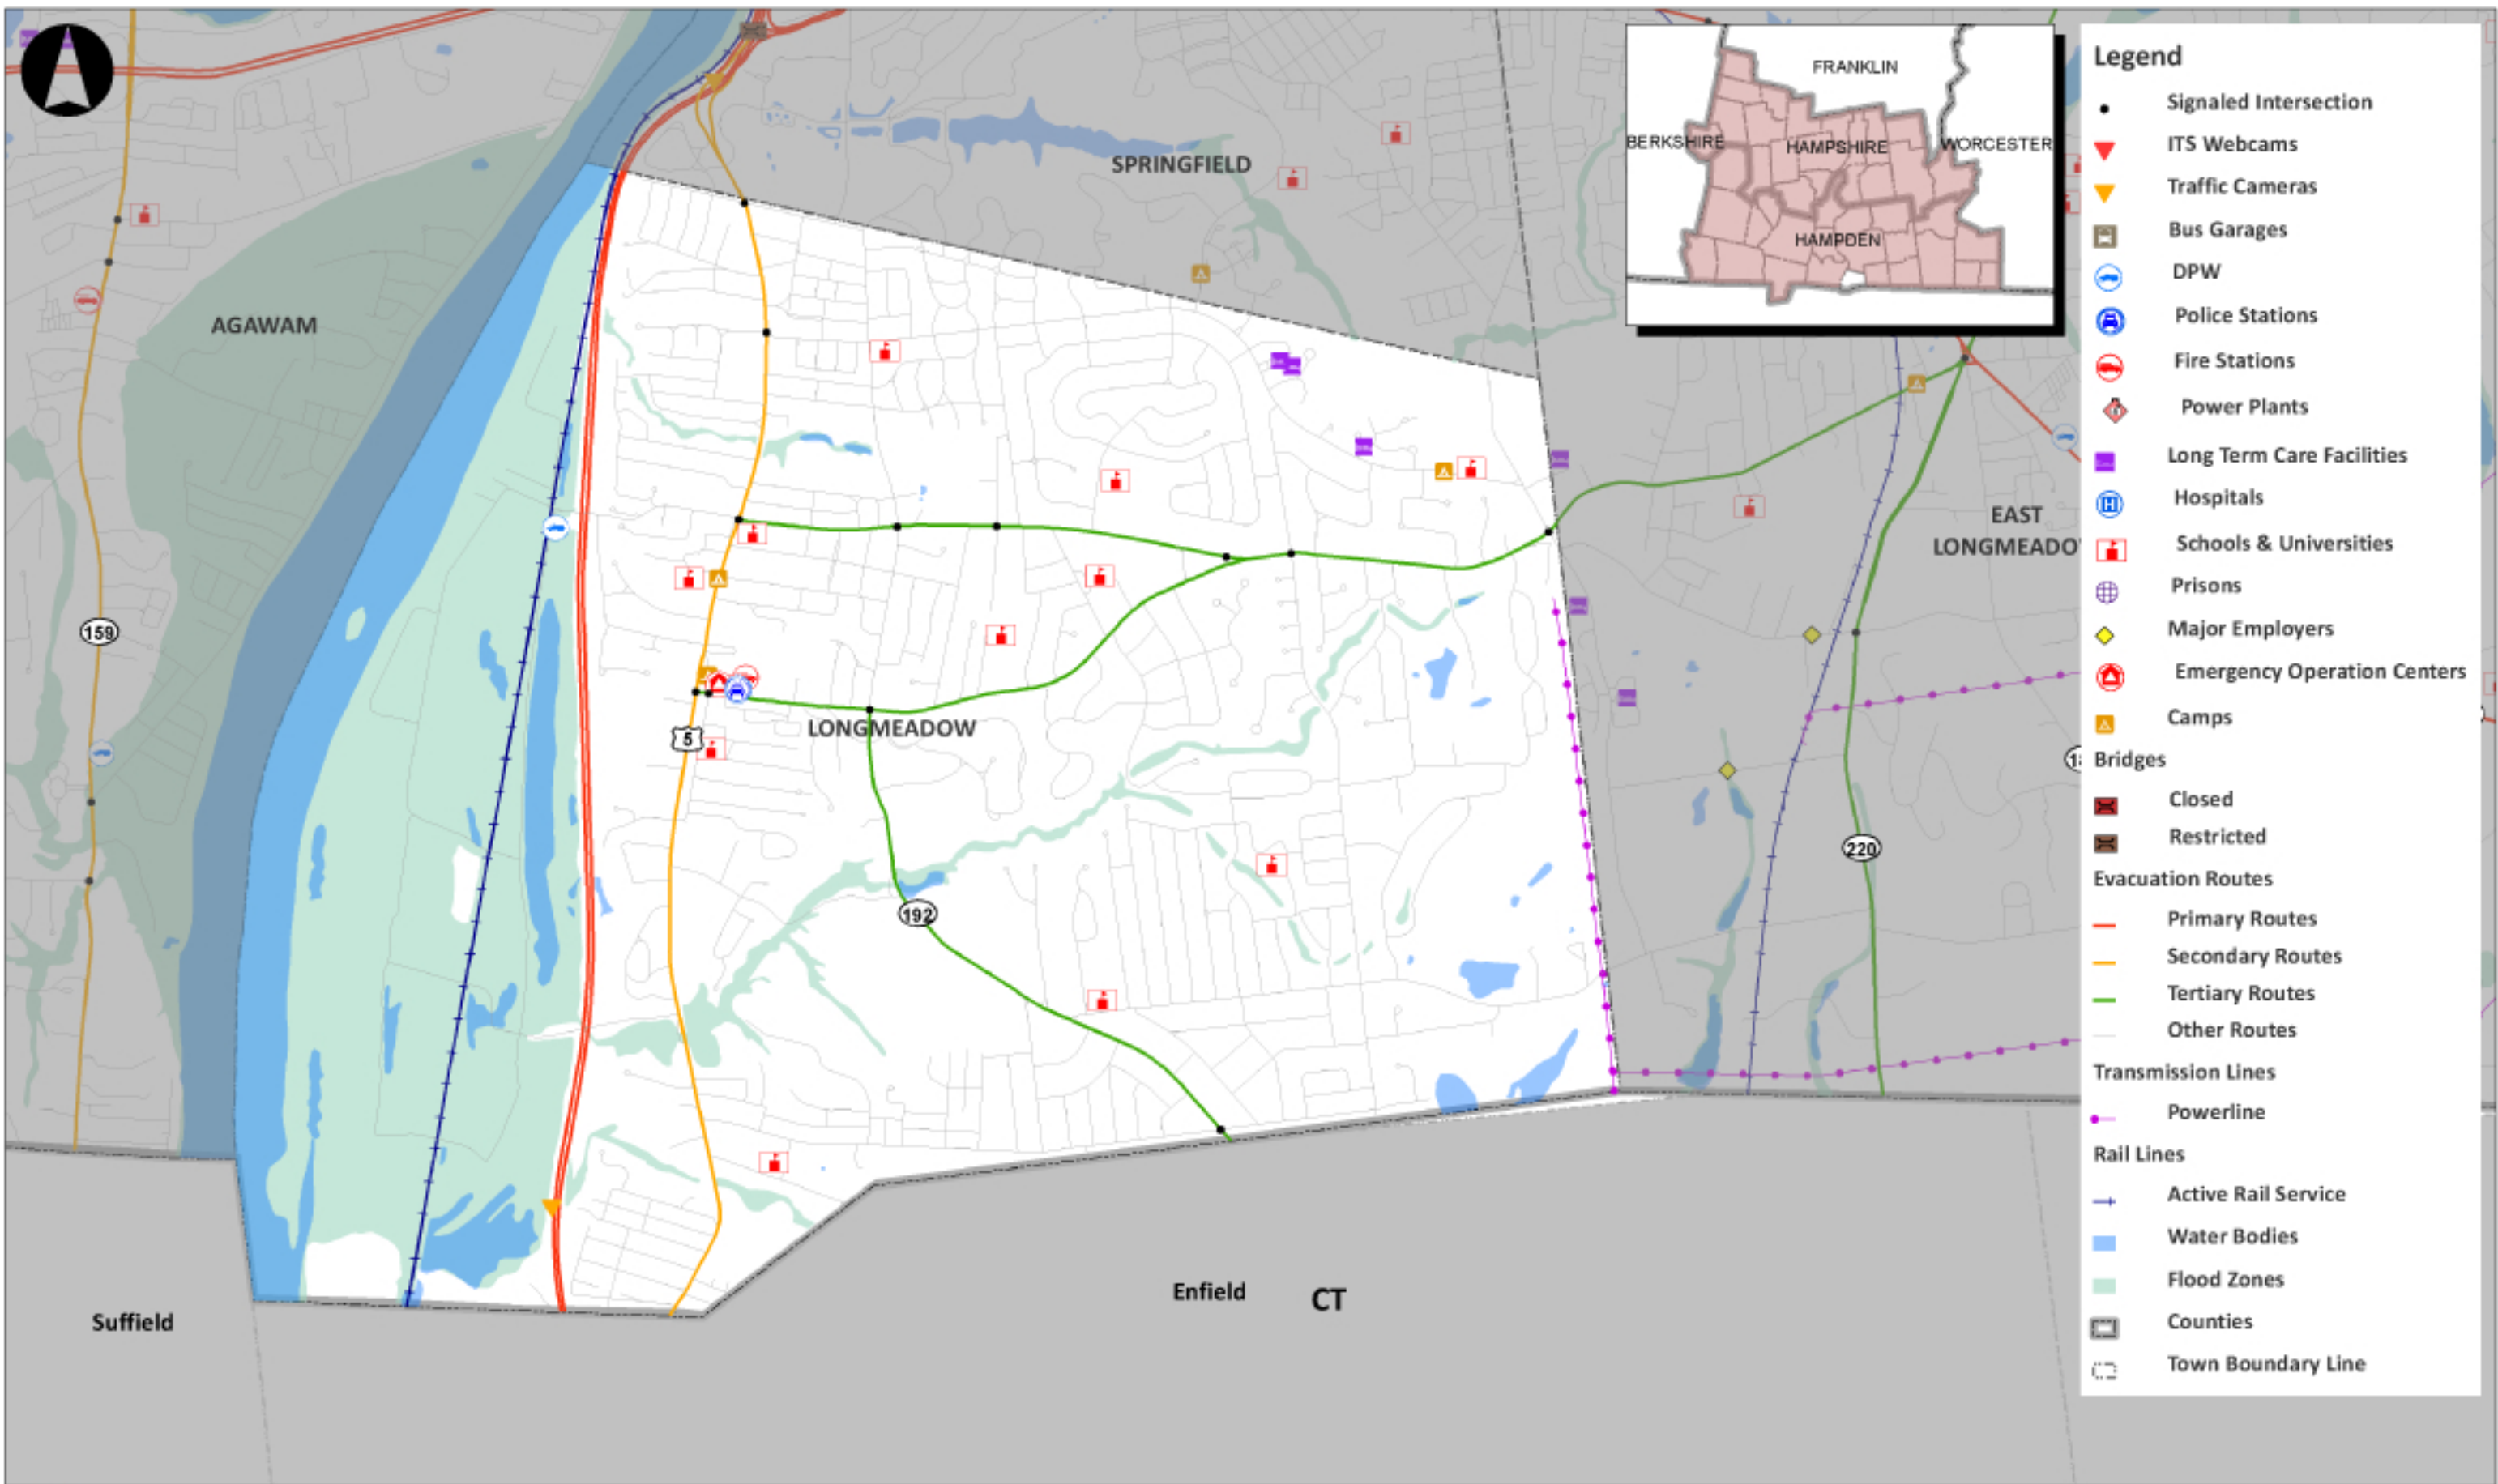 SPRINGFIELD
AGAWAM
159
5
LONGMEADOW
192
EAST
220
Suffield
Enfield
CT
FRANKLIN
BERKSHIRE
HAMPSHIRE
WORCESTER
HAMPDEN
Legend
Signaled Intersection
ITS Webcams
Traffic Cameras
Bus Garages
DPW
Police Stations
Fire Stations
Power Plants
Long Term Care Facilities
Hospitals
Schools & Universities
Prisons
Major Employers
Emergency Operation Centers
Camps
Bridges
Closed
Restricted
Evacuation Routes
Primary Routes
Secondary Routes
Tertiary Routes
Other Routes
Transmission Lines
Powerline
Rail Lines
Active Rail Service
Water Bodies
Flood Zones
Counties
Town Boundary Line